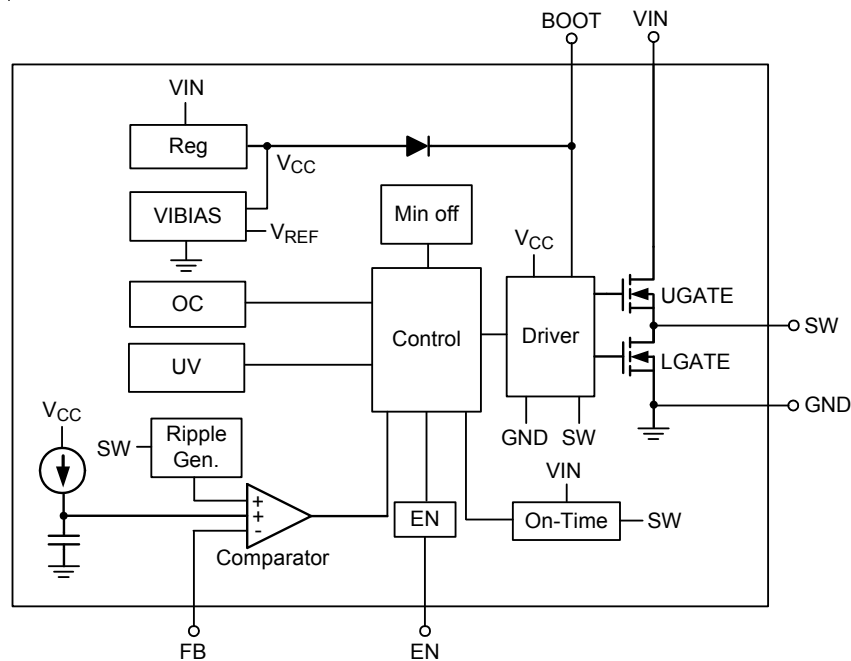 BOOT
VIN
VIN
Reg
VCC
VIBIAS
VREF
Min off
VCC
OC
UGATE
Control
Driver
SW
UV
LGATE
VCC
GND
GND
SW
SW
Ripple
Gen.
VIN
+
+
-
EN
On-Time
SW
Comparator
FB
EN